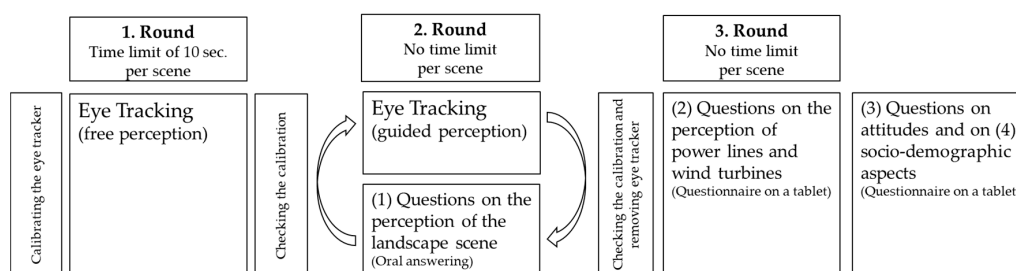 1. Round
Time limit of 10 sec.
per scene
2. Round
No time limit
per scene
3. Round
No time limit
per scene
Calibrating the eye tracker
Eye Tracking
(free perception)
Checking the calibration
Eye Tracking
(guided perception)
(1) Questions on the
perception of the
landscape scene
(Oral answering)
Checking the calibration and
removing eye tracker
(2) Questions on the
perception of
power lines and
wind turbines
(Questionnaire on a tablet)
(3) Questions on
attitudes and on (4)
socio-demographic
aspects
(Questionnaire on a tablet